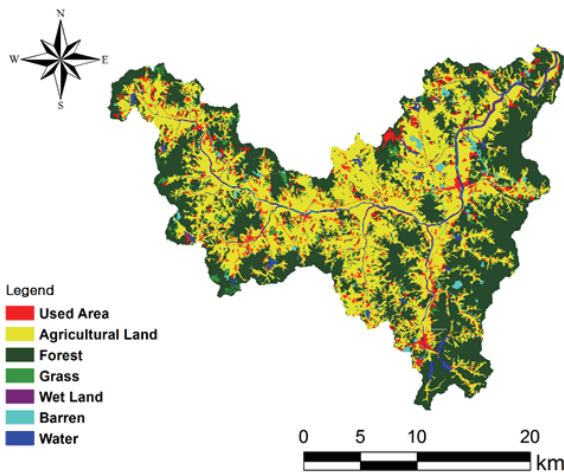 N
W E
S
Legend
Used Area
Agricultural Land
Forest
Grass
Wet Land
Barren
Water
0 5 10 20
km